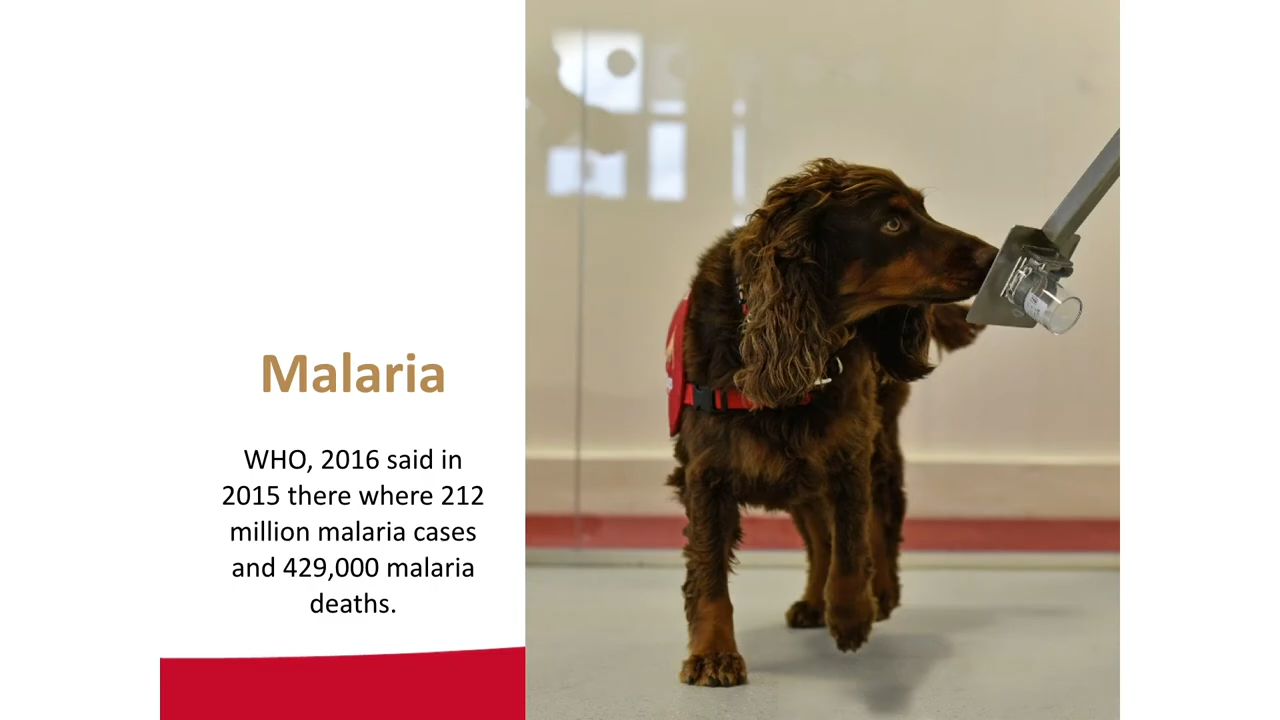 Malaria
WHO, 2016 said in
2015 there where 212
million malaria cases
and 429,000 malaria
deaths.